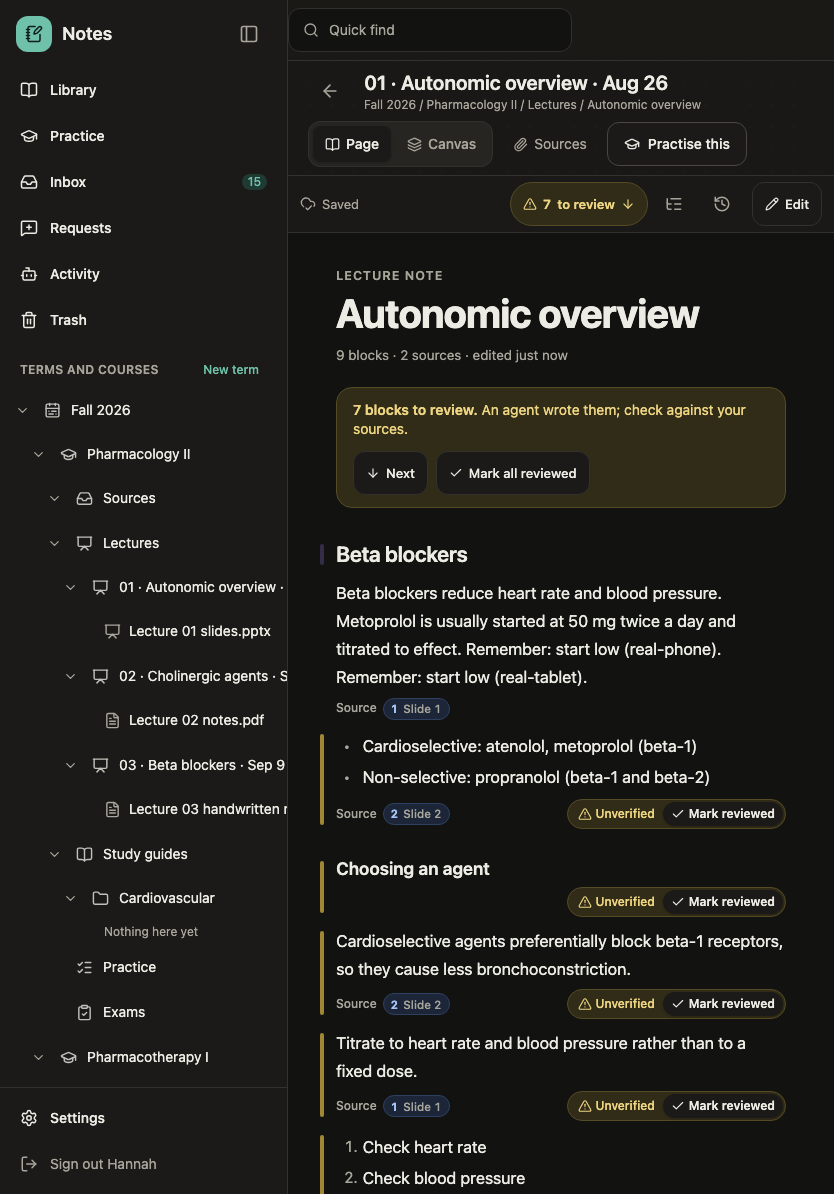 Notes
Library
Practice
Inbox 15
Requests
Activity
Trash
TERMS AND COURSES New term
Fall 2026
Pharmacology II
Sources
Lectures
01 · Autonomic overview ·
Lecture 01 slides.pptx
02 · Cholinergic agents · S
Lecture 02 notes.pdf
03 · Beta blockers · Sep 9
Lecture 03 handwritten
Study guides
Cardiovascular
Nothing here yet
Practice
Exams
Pharmacotherapy I
Settings
Sign out Hannah
Quick find
01 · Autonomic overview · Aug 26
Fall 2026 / Pharmacology II / Lectures / Autonomic overview
Page Canvas Sources Practise this
Saved 7 to review Edit
LECTURE NOTE
Autonomic overview
9 blocks · 2 sources · edited just now
7 blocks to review. An agent wrote them; check against your
sources.
Next Mark all reviewed
Beta blockers
Beta blockers reduce heart rate and blood pressure.
Metoprolol is usually started at 50 mg twice a day and
titrated to effect. Remember: start low (real-phone).
Remember: start low (real-tablet).
Source 1 Slide 1
• Cardioselective: atenolol, metoprolol (beta-1)
• Non-selective: propranolol (beta-1 and beta-2)
Source 2 Slide 2 Unverified Mark reviewed
Choosing an agent
Unverified Mark reviewed
Cardioselective agents preferentially block beta-1 receptors,
so they cause less bronchoconstriction.
Source 2 Slide 2 Unverified Mark reviewed
Titrate to heart rate and blood pressure rather than to a
fixed dose.
Source 1 Slide 1 Unverified Mark reviewed
1. Check heart rate
2. Check blood pressure